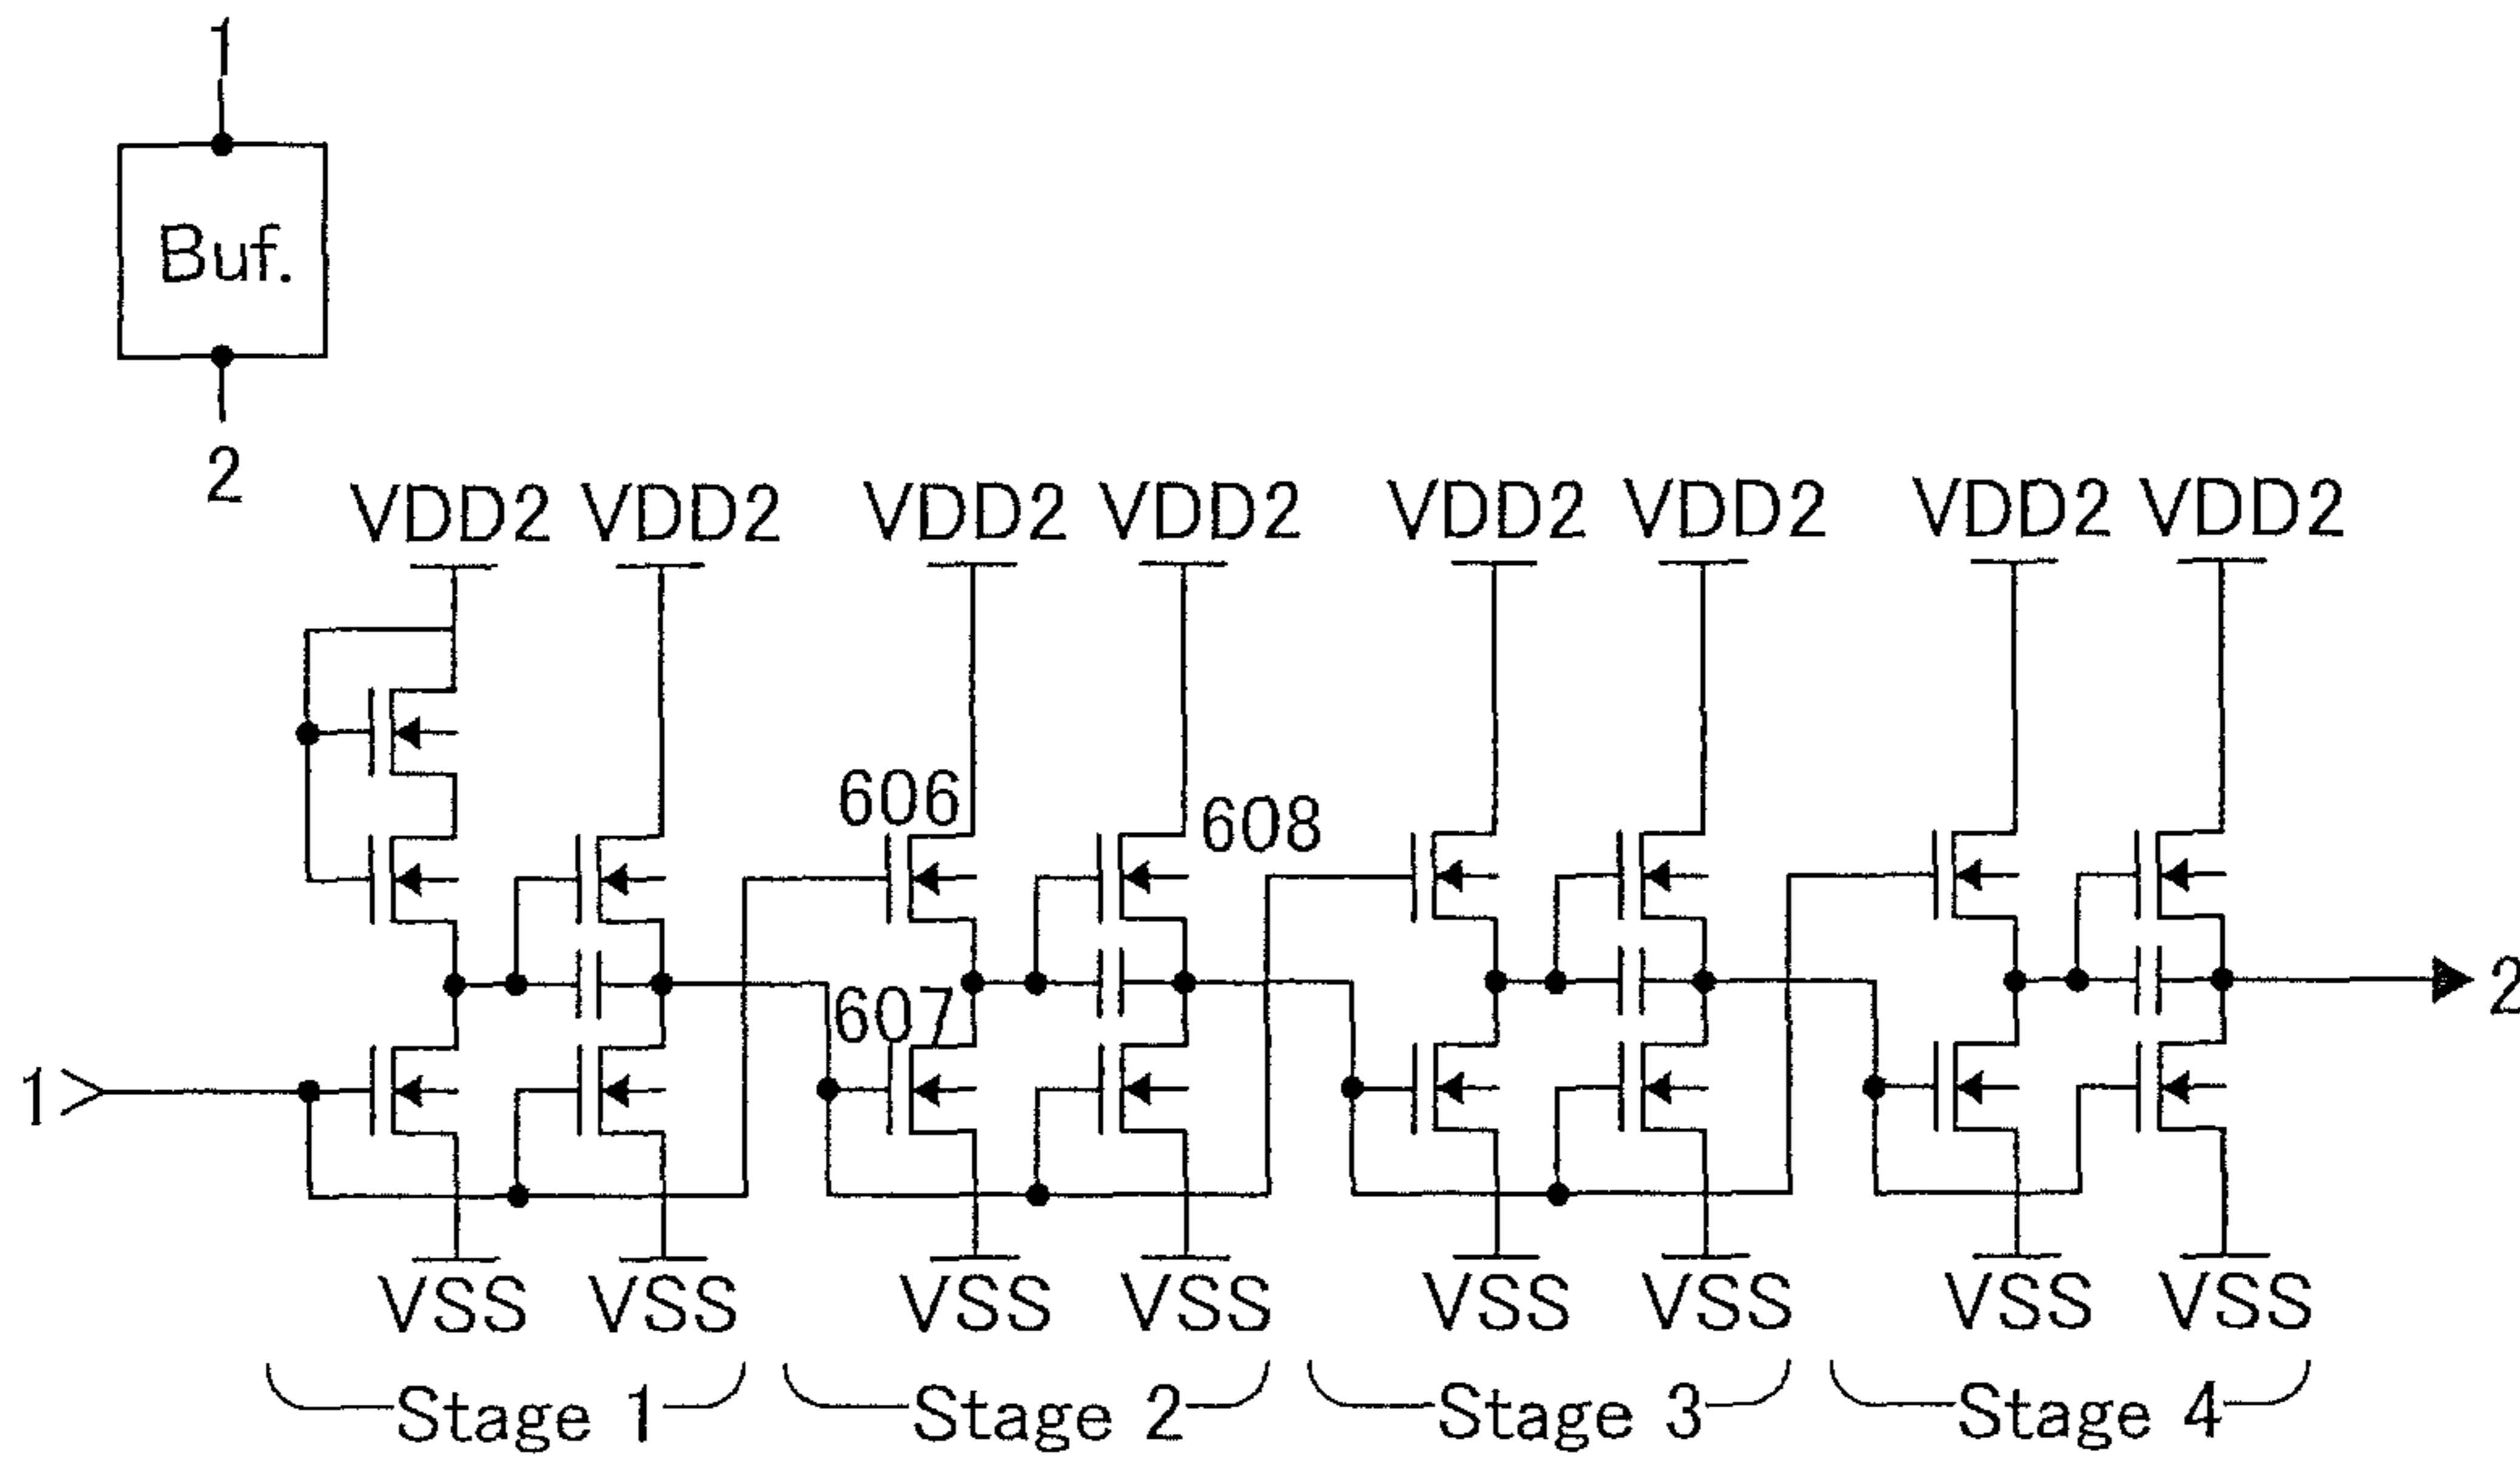 1
Buf.
2
VDD2 VDD2 VDD2 VDD2 VDD2 VDD2 VDD2 VDD2
606
608
607
1
2
VSS VSS VSS VSS VSS VSS VSS VSS
Stage 1 Stage 2 Stage 3 Stage 4